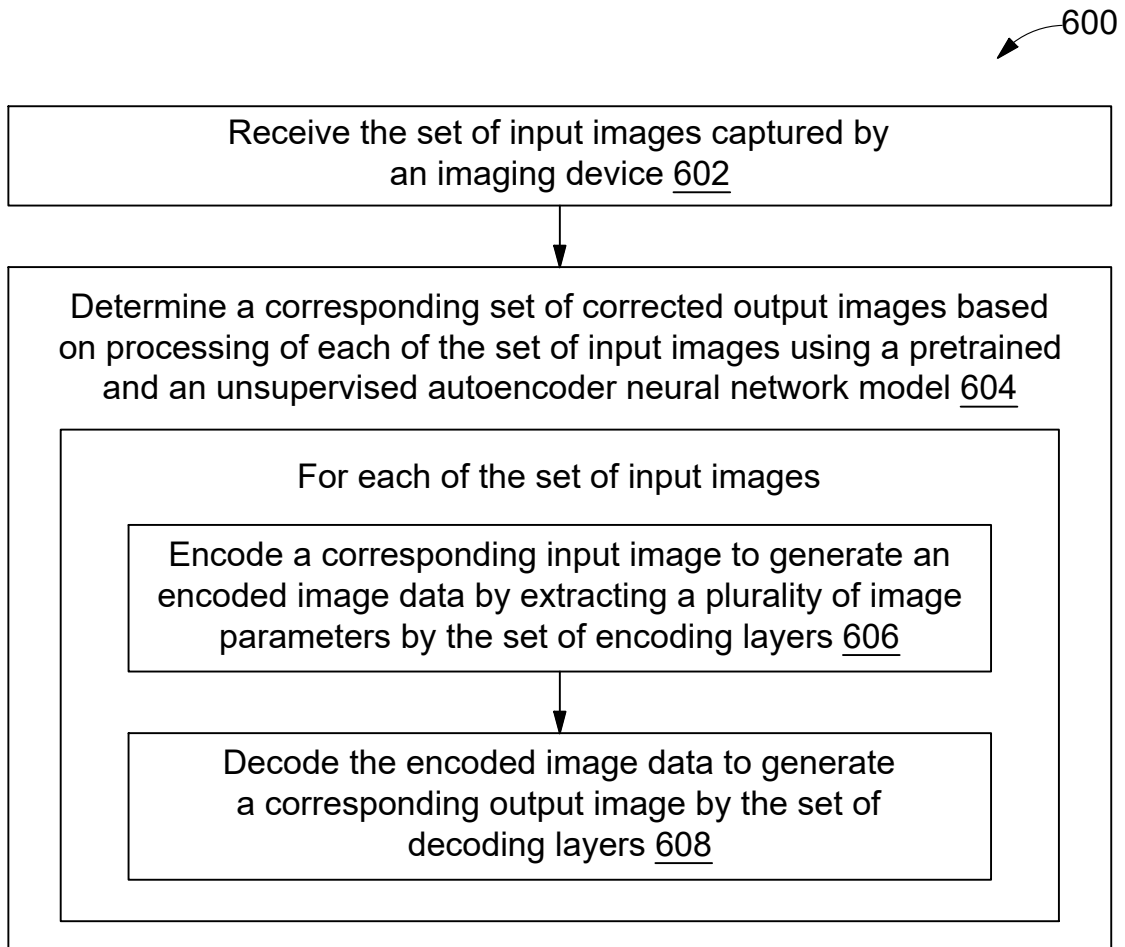 600
Receive the set of input images captured by
an imaging device 602
Determine a corresponding set of corrected output images based
on processing of each of the set of input images using a pretrained
and an unsupervised autoencoder neural network model 604
For each of the set of input images
Encode a corresponding input image to generate an
encoded image data by extracting a plurality of image
parameters by the set of encoding layers 606
Decode the encoded image data to generate
a corresponding output image by the set of
decoding layers 608